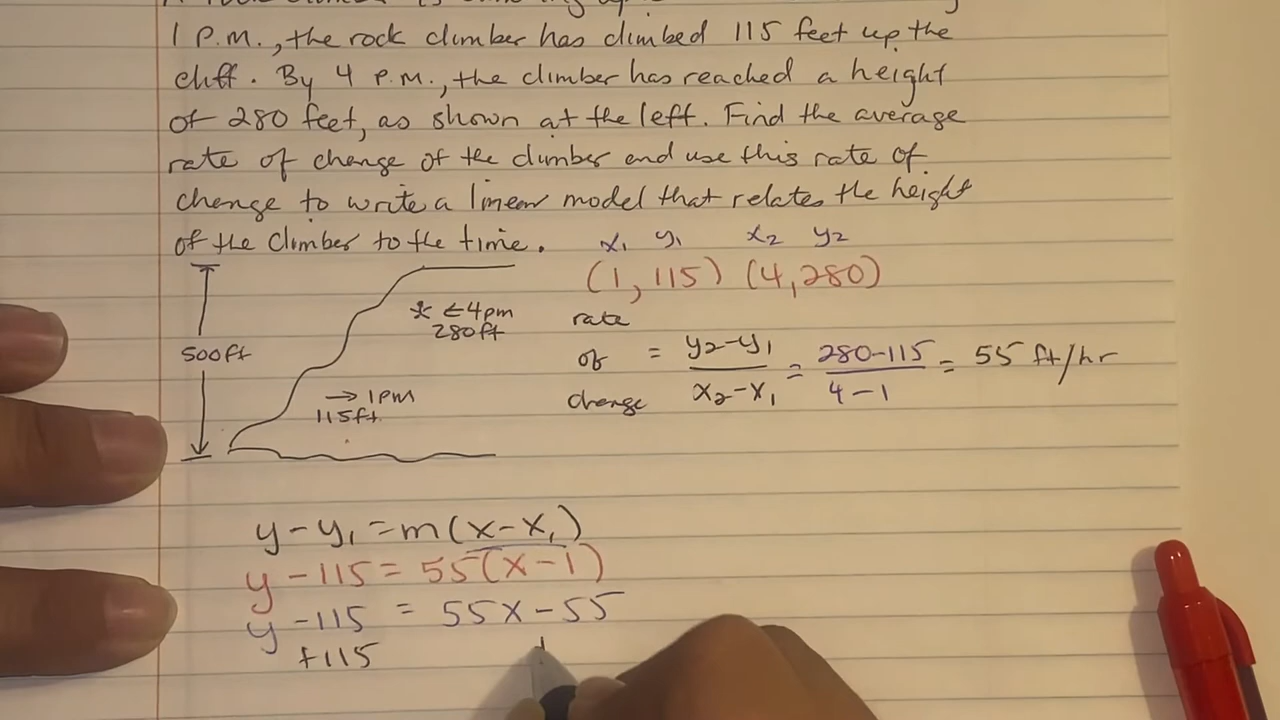 1 P.M., the rock climber has climbed 115 feet up the
cliff. By 4 P.M., the climber has reached a height
of 280 feet, as shown at the left. Find the average
rate of change of the climber and use this rate of
change to write a linear model that relates the height
of the climber to the time.
x₁ y₁ x₂ y₂
(1, 115) (4, 280)
500ft
* ← 4pm
280ft
→ 1PM
115ft.
rate
of = y₂-y₁/x₂-x₁ = 280-115/4-1 = 55 ft/hr
change
y - y₁ = m(x - x₁)
y - 115 = 55(x - 1)
y - 115 = 55x - 55
+115